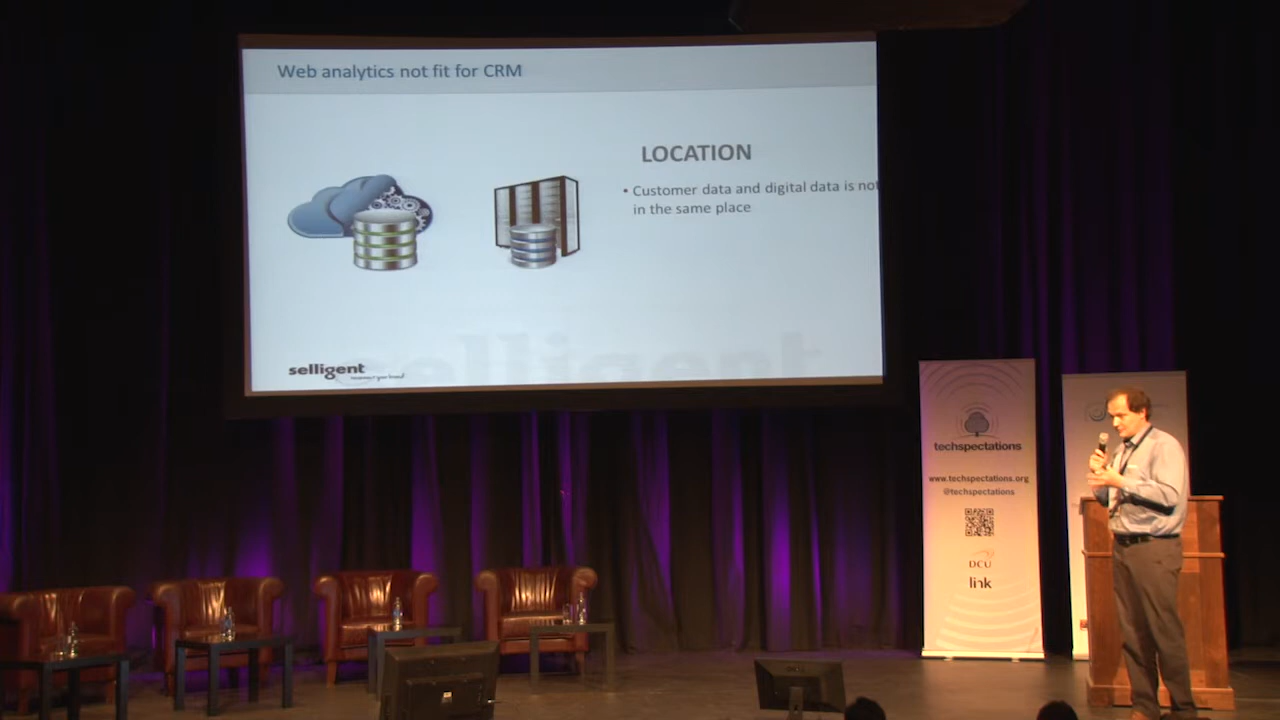 Web analytics not fit for CRM
LOCATION
• Customer data and digital data is not
in the same place
selligent
selligent
techspectations
www.techspectations.org
@techspectations
DCU
link